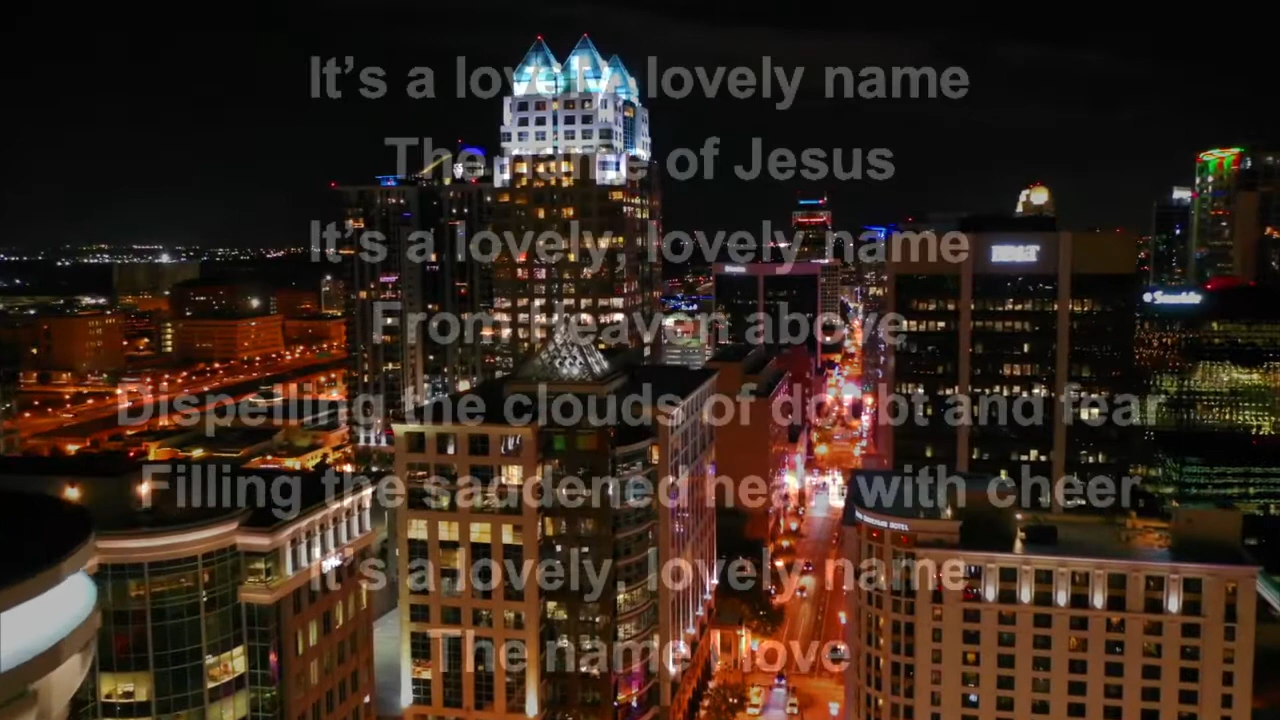 It's a lovely, lovely name
The name of Jesus
It's a lovely, lovely name
From Heaven above
Dispelling the clouds of doubt and fear
Filling the saddened heart with cheer
It's a lovely, lovely name
The name I love